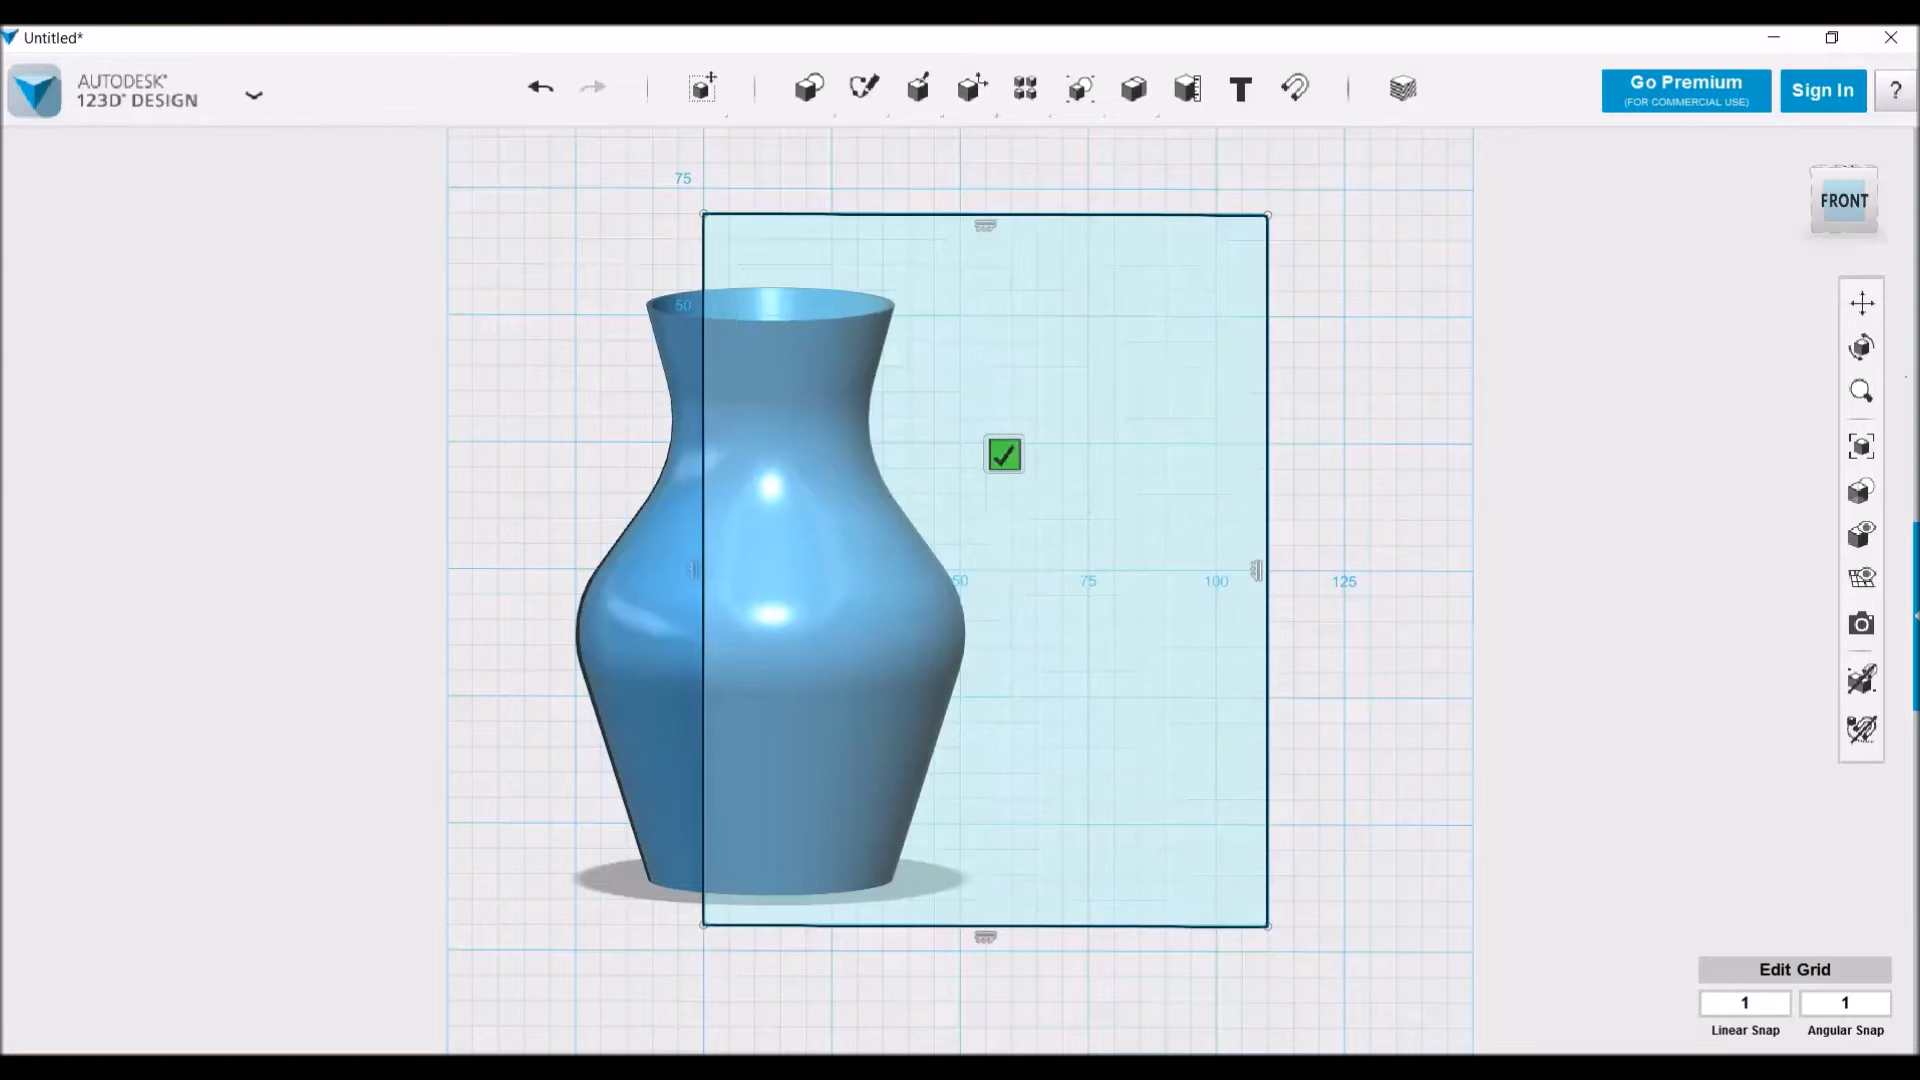 Untitled*
AUTODESK®
123D® DESIGN
T
Go Premium
(FOR COMMERCIAL USE)
Sign In
?
75
FRONT
50
50
75
100
125
Edit Grid
1
1
Linear Snap
Angular Snap